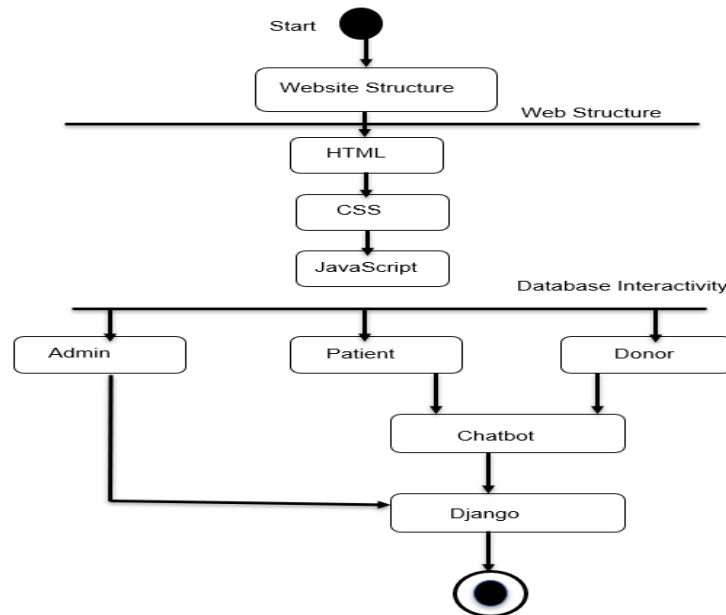 Start
Website Structure
Web Structure
HTML
CSS
JavaScript
Database Interactivity
Admin
Patient
Donor
Chatbot
Django